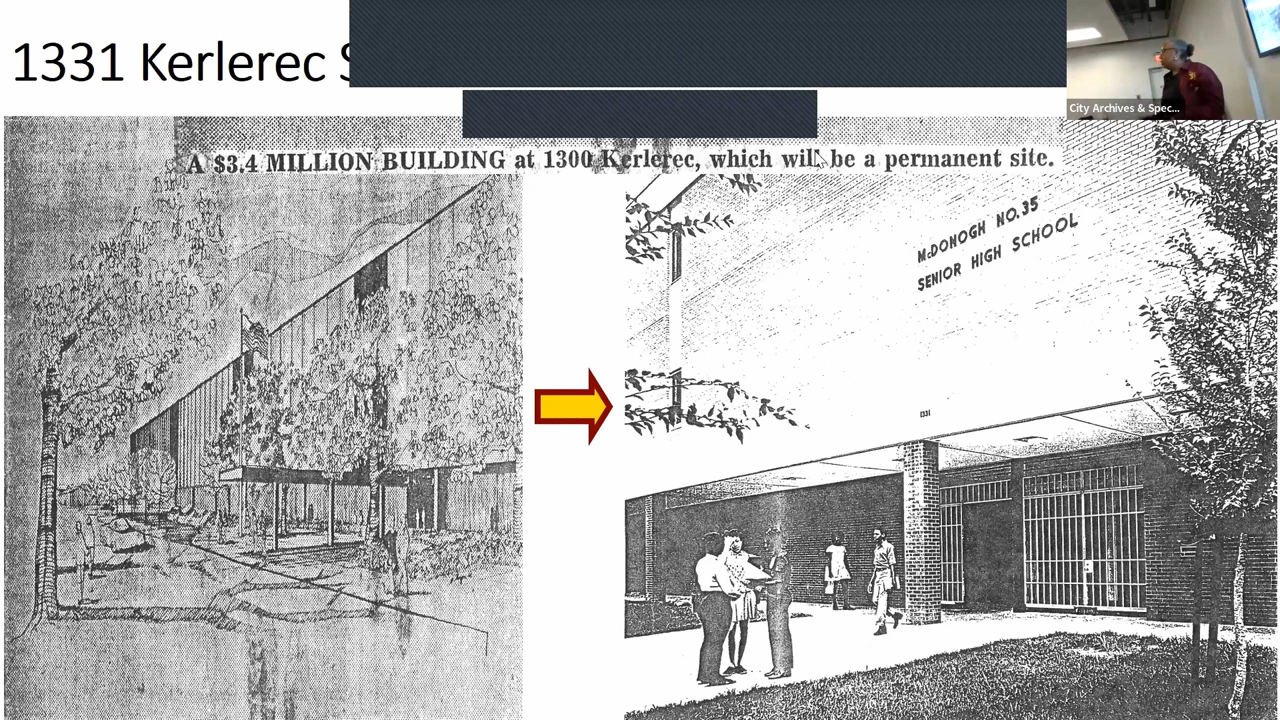 1331 Kerlerec
City Archives & Spec...
A $3.4 MILLION BUILDING at 1300 Kerlerec, which will be a permanent site.
McDONOGH NO.35
SENIOR HIGH SCHOOL
1331